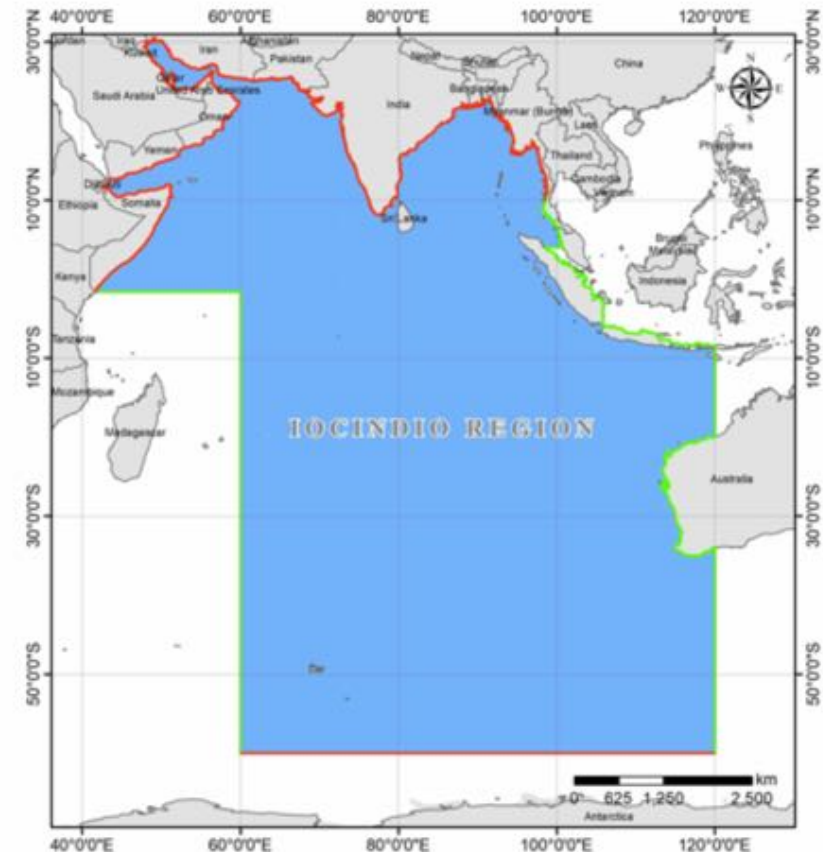 40°0'0"E 60°0'0"E 80°0'0"E 100°0'0"E 120°0'0"E
30°0'0"N
30°0'0"N
10°0'0"N
10°0'0"N
10°0'0"S
10°0'0"S
30°0'0"S
30°0'0"S
50°0'0"S
50°0'0"S
N
W E
S
Iraq
Iran
Afghanistan
Kuwait
Pakistan
Nepal
Bhutan
China
Qatar
United Arab Emirates
Saudi Arabia
Oman
India
Bangladesh
Myanmar (Burma)
Laos
Yemen
Thailand
Philippines
Djibouti
Cambodia
Vietnam
Ethiopia
Somalia
Sri Lanka
Brunei
Malaysia
Kenya
Indonesia
Tanzania
Mozambique
Madagascar
IOCINDIO REGION
Australia
km
0 625 1,250 2,500
Antarctica
40°0'0"E 60°0'0"E 80°0'0"E 100°0'0"E 120°0'0"E